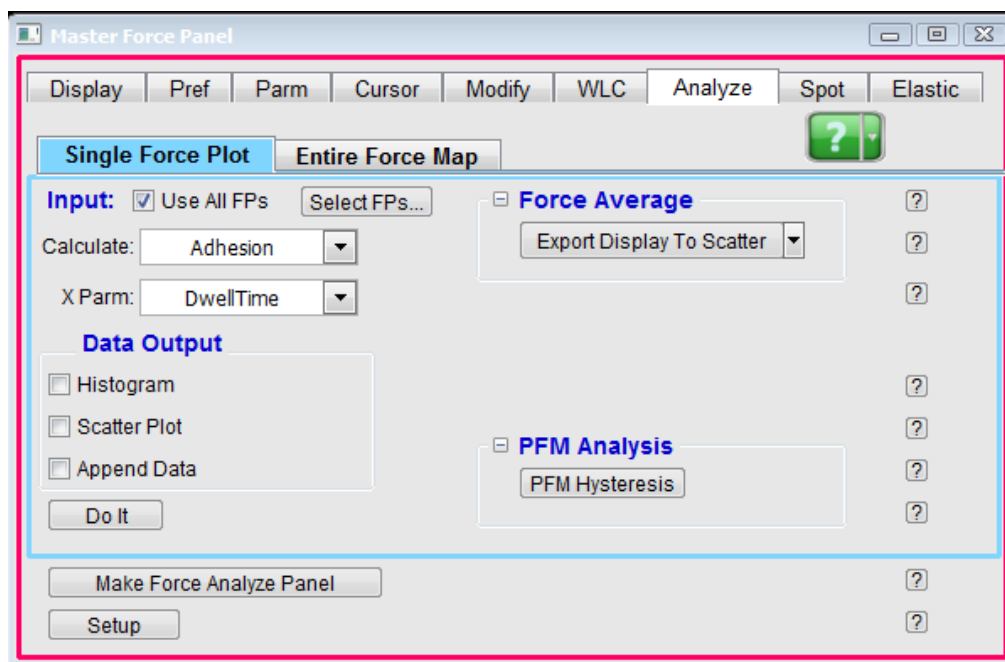 Master Force Panel
Display Pref Parm Cursor Modify WLC Analyze Spot Elastic
?
Single Force Plot Entire Force Map
Input: Use All FPs Select FPs... Force Average ?
Calculate: Adhesion Export Display To Scatter ?
X Parm: DwellTime ?
Data Output
Histogram ?
Scatter Plot ?
PFM Analysis
Append Data ?
PFM Hysteresis
Do It ?
Make Force Analyze Panel ?
Setup ?